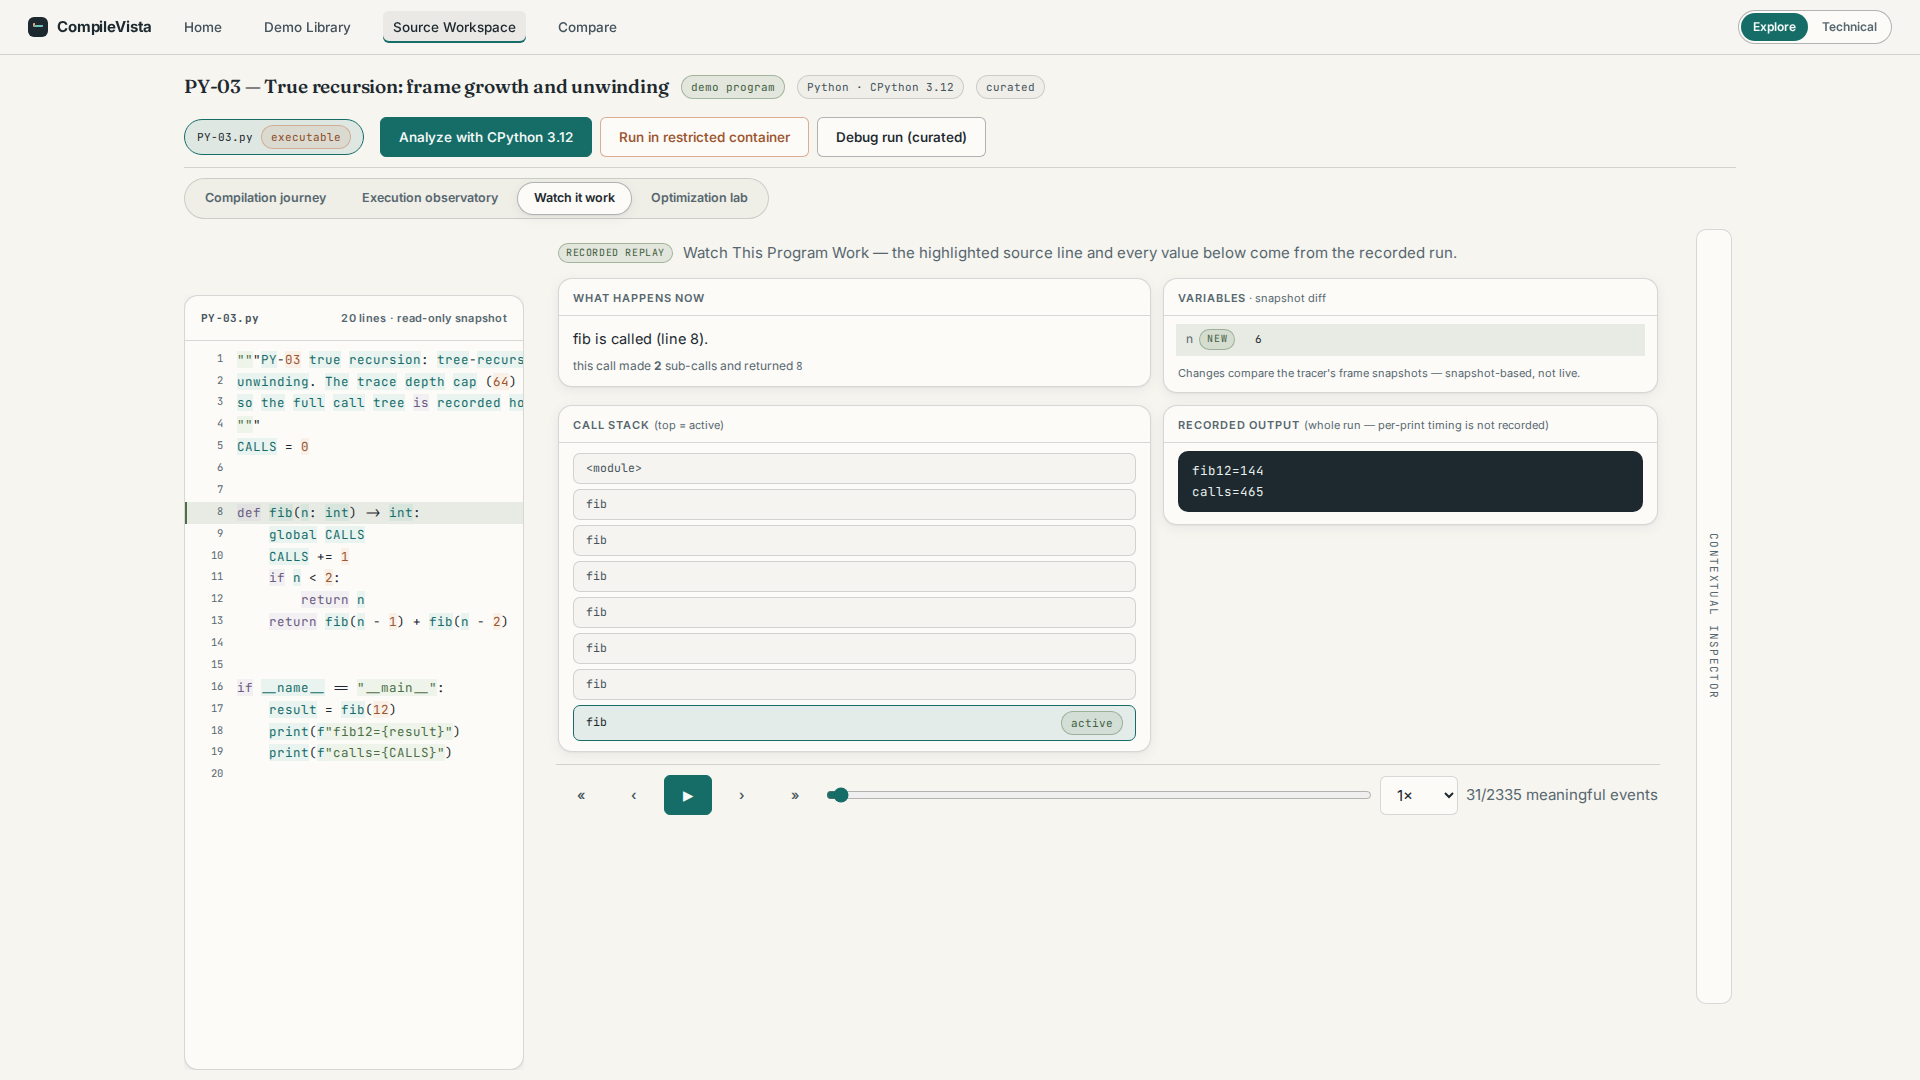 CompileVista
Home
Demo Library
Source Workspace
Compare
Explore
Technical
PY-03 — True recursion: frame growth and unwinding
demo program
Python · CPython 3.12
curated
PY-03.py
executable
Analyze with CPython 3.12
Run in restricted container
Debug run (curated)
Compilation journey
Execution observatory
Watch it work
Optimization lab
PY-03.py
20 lines · read-only snapshot
1 """PY-03 true recursion: tree-recurs
2 unwinding. The trace depth cap (64)
3 so the full call tree is recorded ho
4 """
5 CALLS = 0
6
7
8 def fib(n: int) -> int:
9 global CALLS
10 CALLS += 1
11 if n < 2:
12 return n
13 return fib(n - 1) + fib(n - 2)
14
15
16 if __name__ == "__main__":
17 result = fib(12)
18 print(f"fib12={result}")
19 print(f"calls={CALLS}")
20
RECORDED REPLAY
Watch This Program Work — the highlighted source line and every value below come from the recorded run.
WHAT HAPPENS NOW
fib is called (line 8).
this call made 2 sub-calls and returned 8
VARIABLES · snapshot diff
n NEW 6
Changes compare the tracer's frame snapshots — snapshot-based, not live.
CALL STACK (top = active)
<module>
fib
fib
fib
fib
fib
fib
fib active
RECORDED OUTPUT (whole run — per-print timing is not recorded)
fib12=144
calls=465
« ‹ ▶ › »
1×
31/2335 meaningful events
CONTEXTUAL INSPECTOR